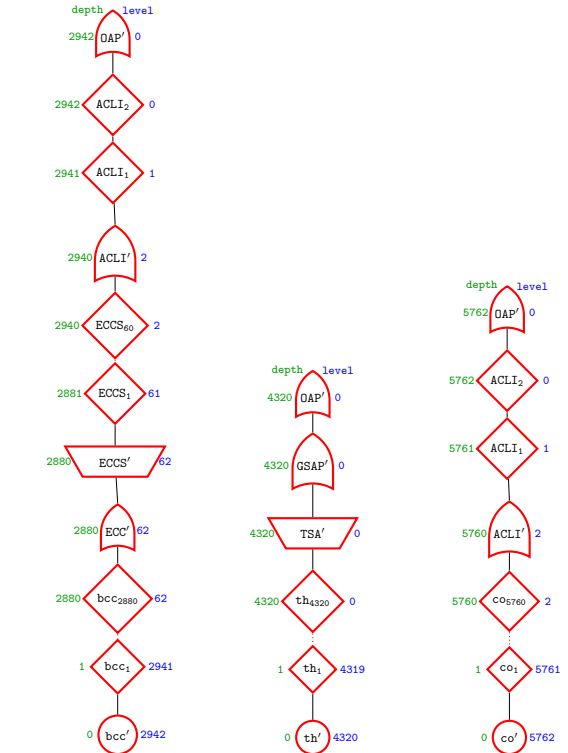 depth level
2942 OAP′ 0
2942 ACLI₂ 0
2941 ACLI₁ 1
2940 ACLI′ 2
2940 ECCS₆₀ 2
2881 ECCS₁ 61
2880 ECCS′ 62
2880 ECC′ 62
2880 bcc₂₈₈₀ 62
1 bcc₁ 2941
0 bcc′ 2942
depth level
4320 OAP′ 0
4320 GSAP′ 0
4320 TSA′ 0
4320 th₄₃₂₀ 0
1 th₁ 4319
0 th′ 4320
depth level
5762 OAP′ 0
5762 ACLI₂ 0
5761 ACLI₁ 1
5760 ACLI′ 2
5760 co₅₇₆₀ 2
1 co₁ 5761
0 co′ 5762